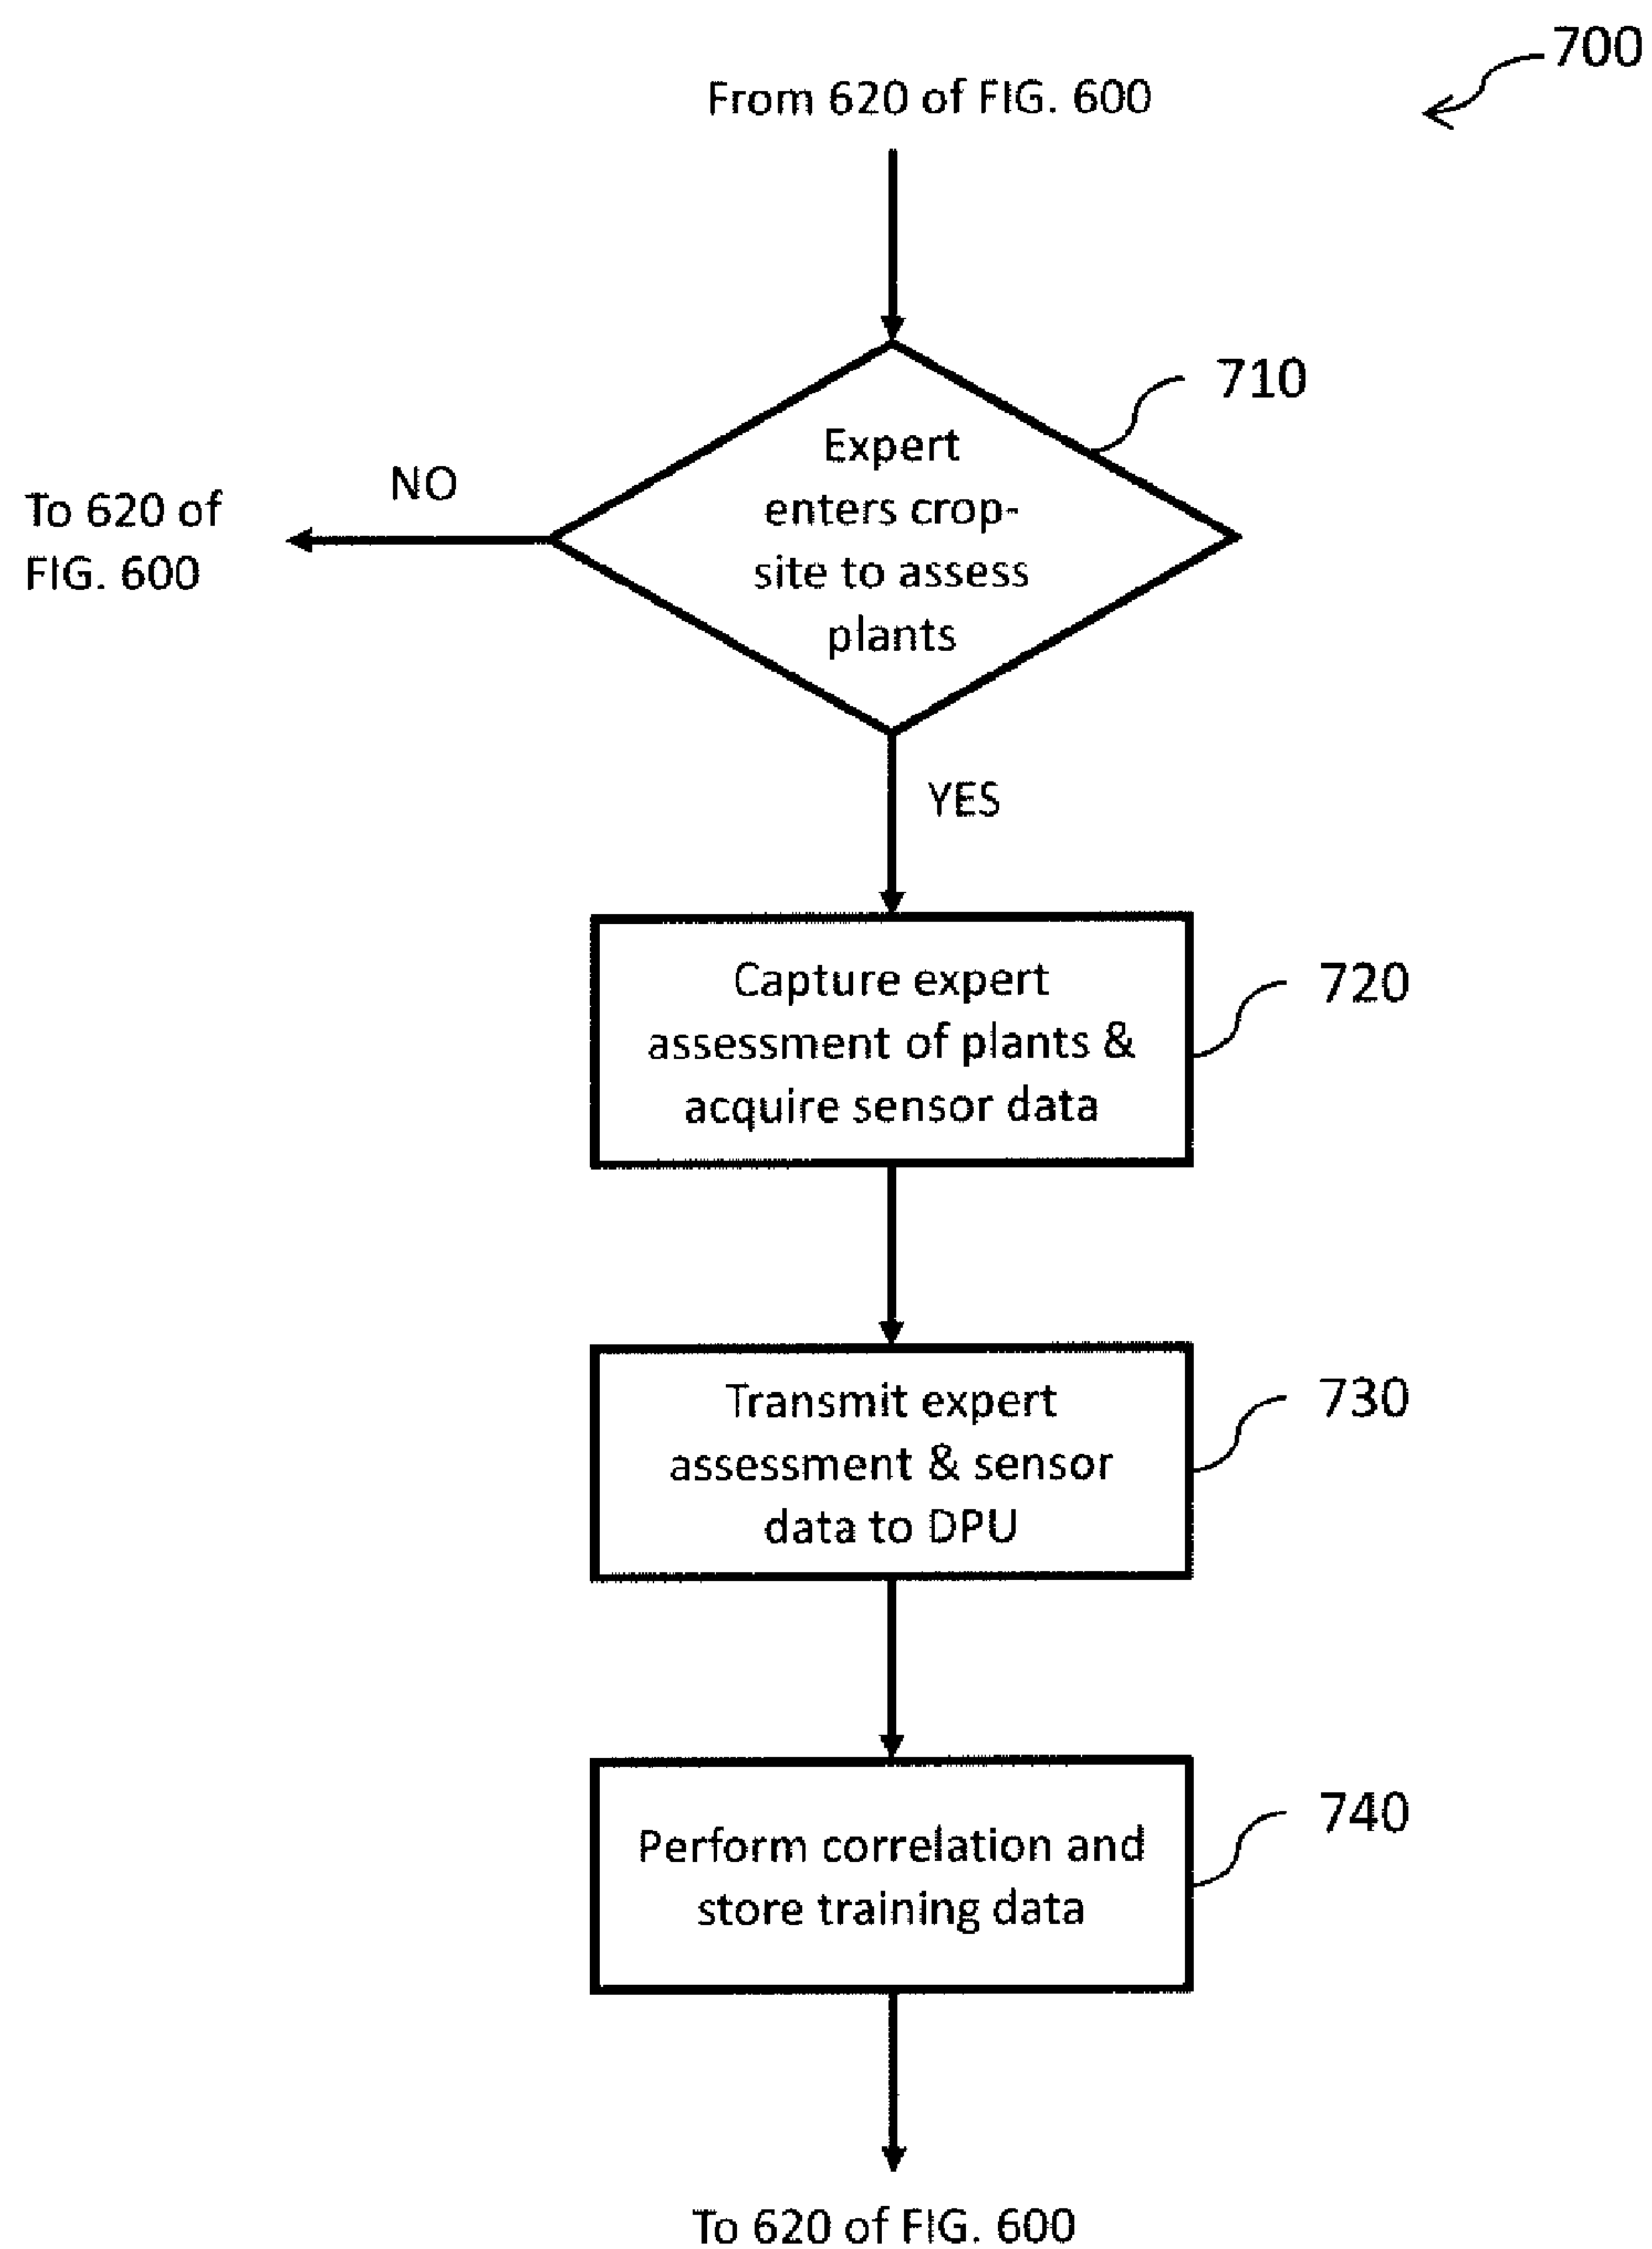 700
From 620 of FIG. 600
710
Expert
enters crop-
site to assess
plants
NO
To 620 of
FIG. 600
YES
720
Capture expert
assessment of plants &
acquire sensor data
730
Transmit expert
assessment & sensor
data to DPU
740
Perform correlation and
store training data
To 620 of FIG. 600